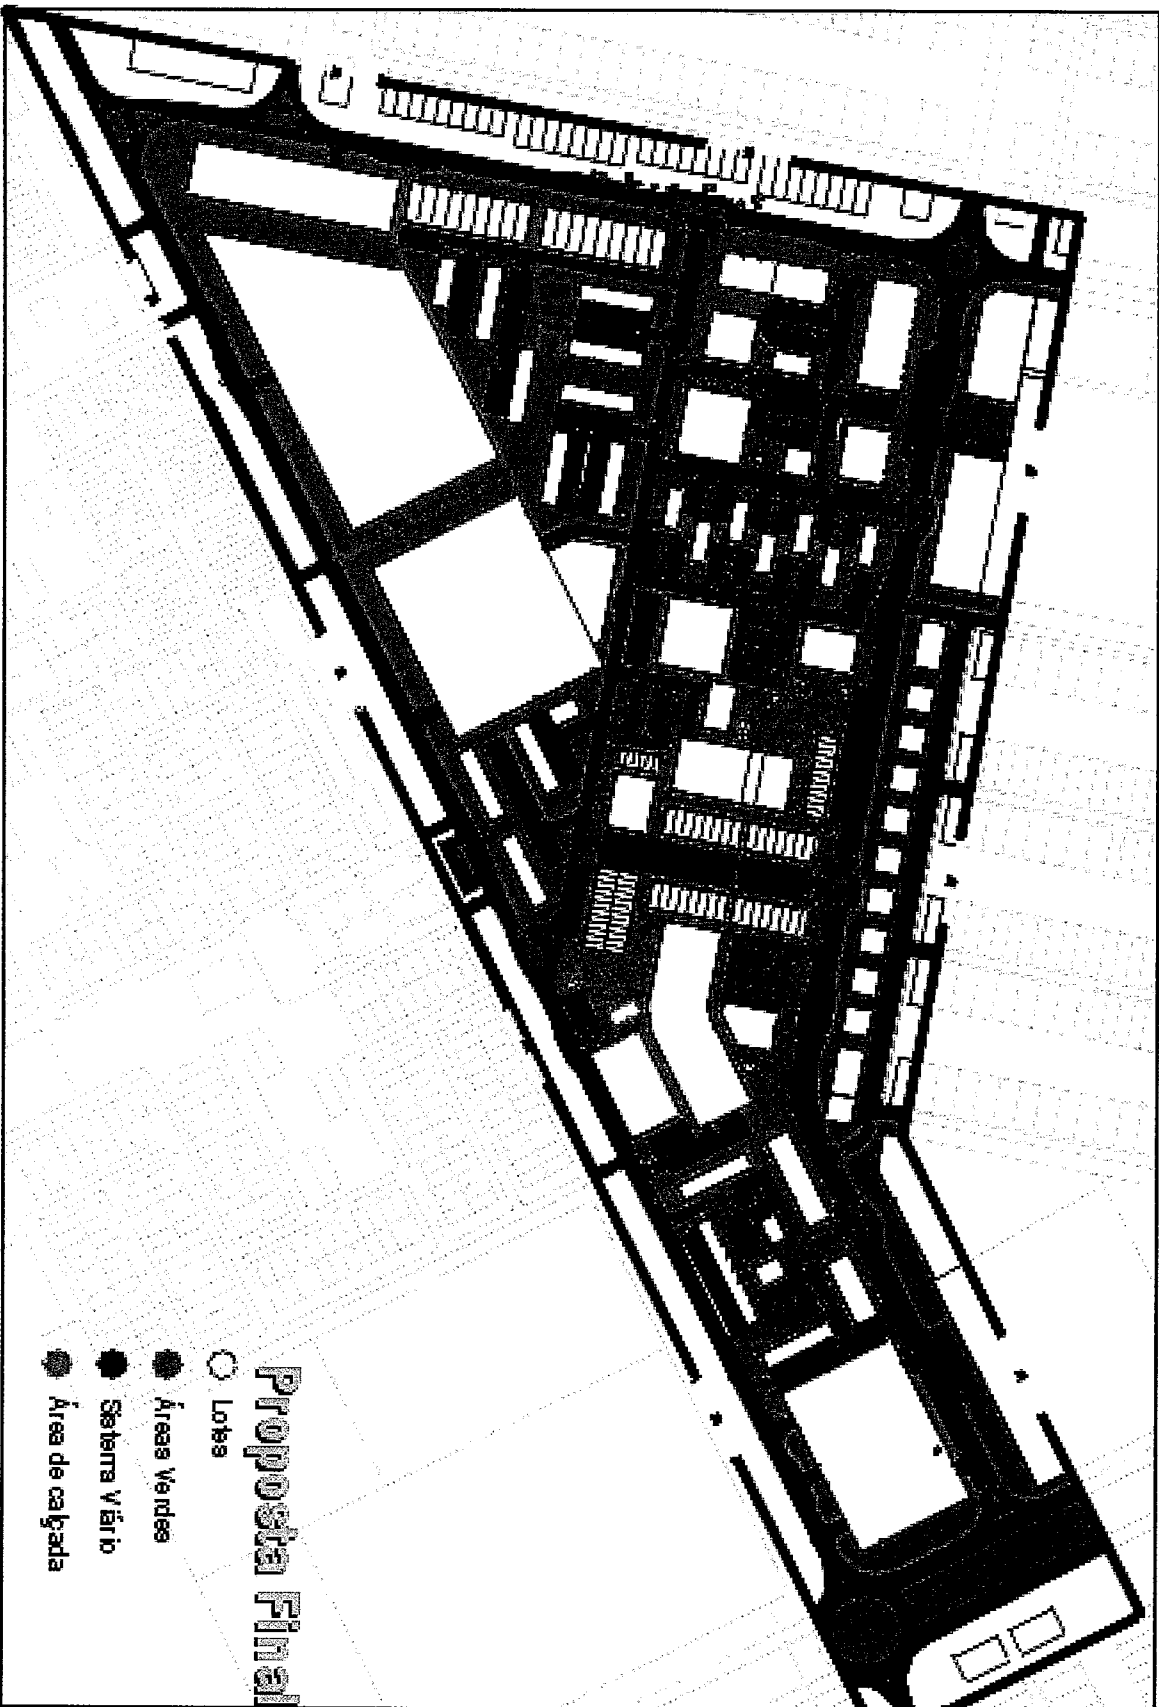 Proposta Final
Lotes
Áreas Verdes
Sistema Viário
Área de calçada